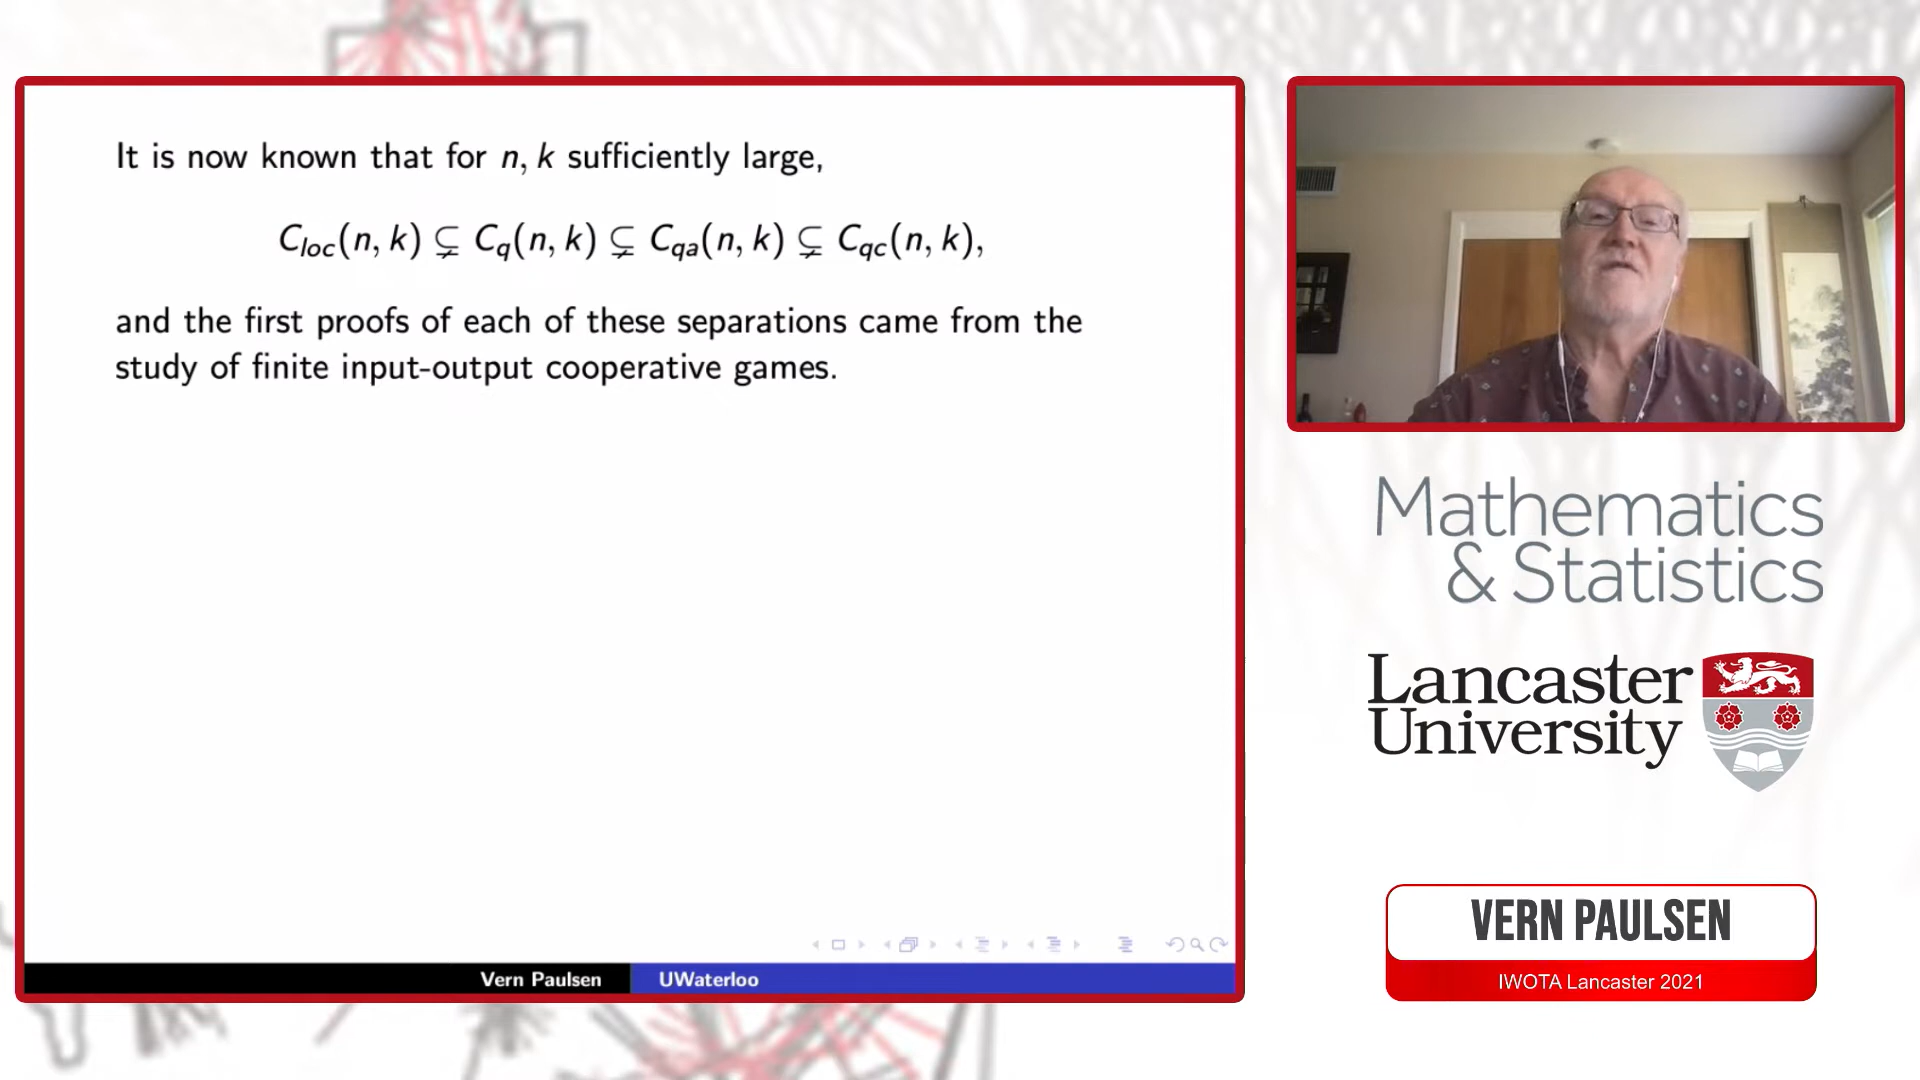 It is now known that for n, k sufficiently large,
C_loc(n, k) ⊊ C_q(n, k) ⊊ C_qa(n, k) ⊊ C_qc(n, k),
and the first proofs of each of these separations came from the
study of finite input-output cooperative games.
Vern Paulsen UWaterloo
Mathematics
& Statistics
Lancaster
University
VERN PAULSEN
IWOTA Lancaster 2021